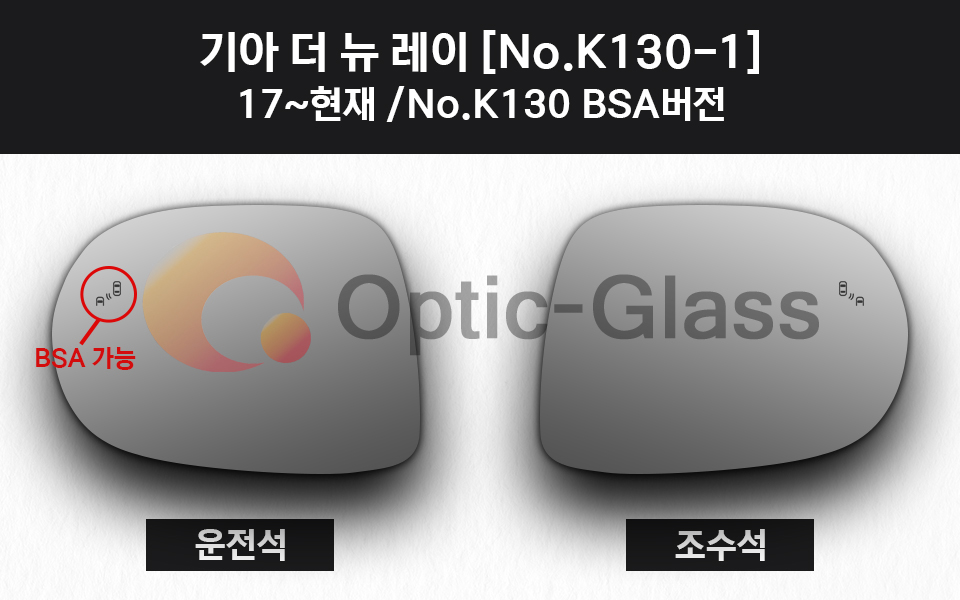 기아 더 뉴 레이 [No.K130-1]
17~현재 /No.K130 BSA버전
Optic-Glass
BSA 가능
운전석
조수석